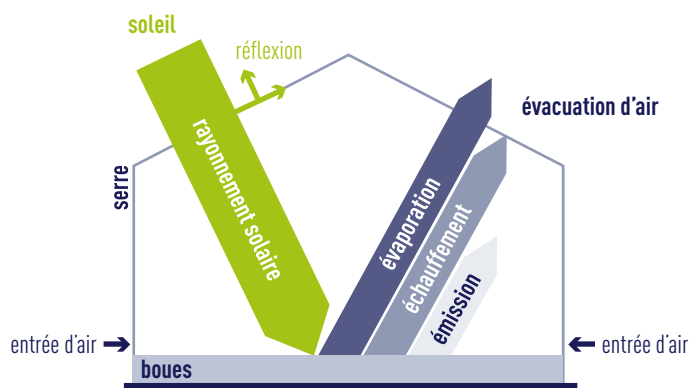 soleil
réflexion
évacuation d'air
rayonnement solaire
serre
évaporation
échauffement
émission
entrée d'air
entrée d'air
boues